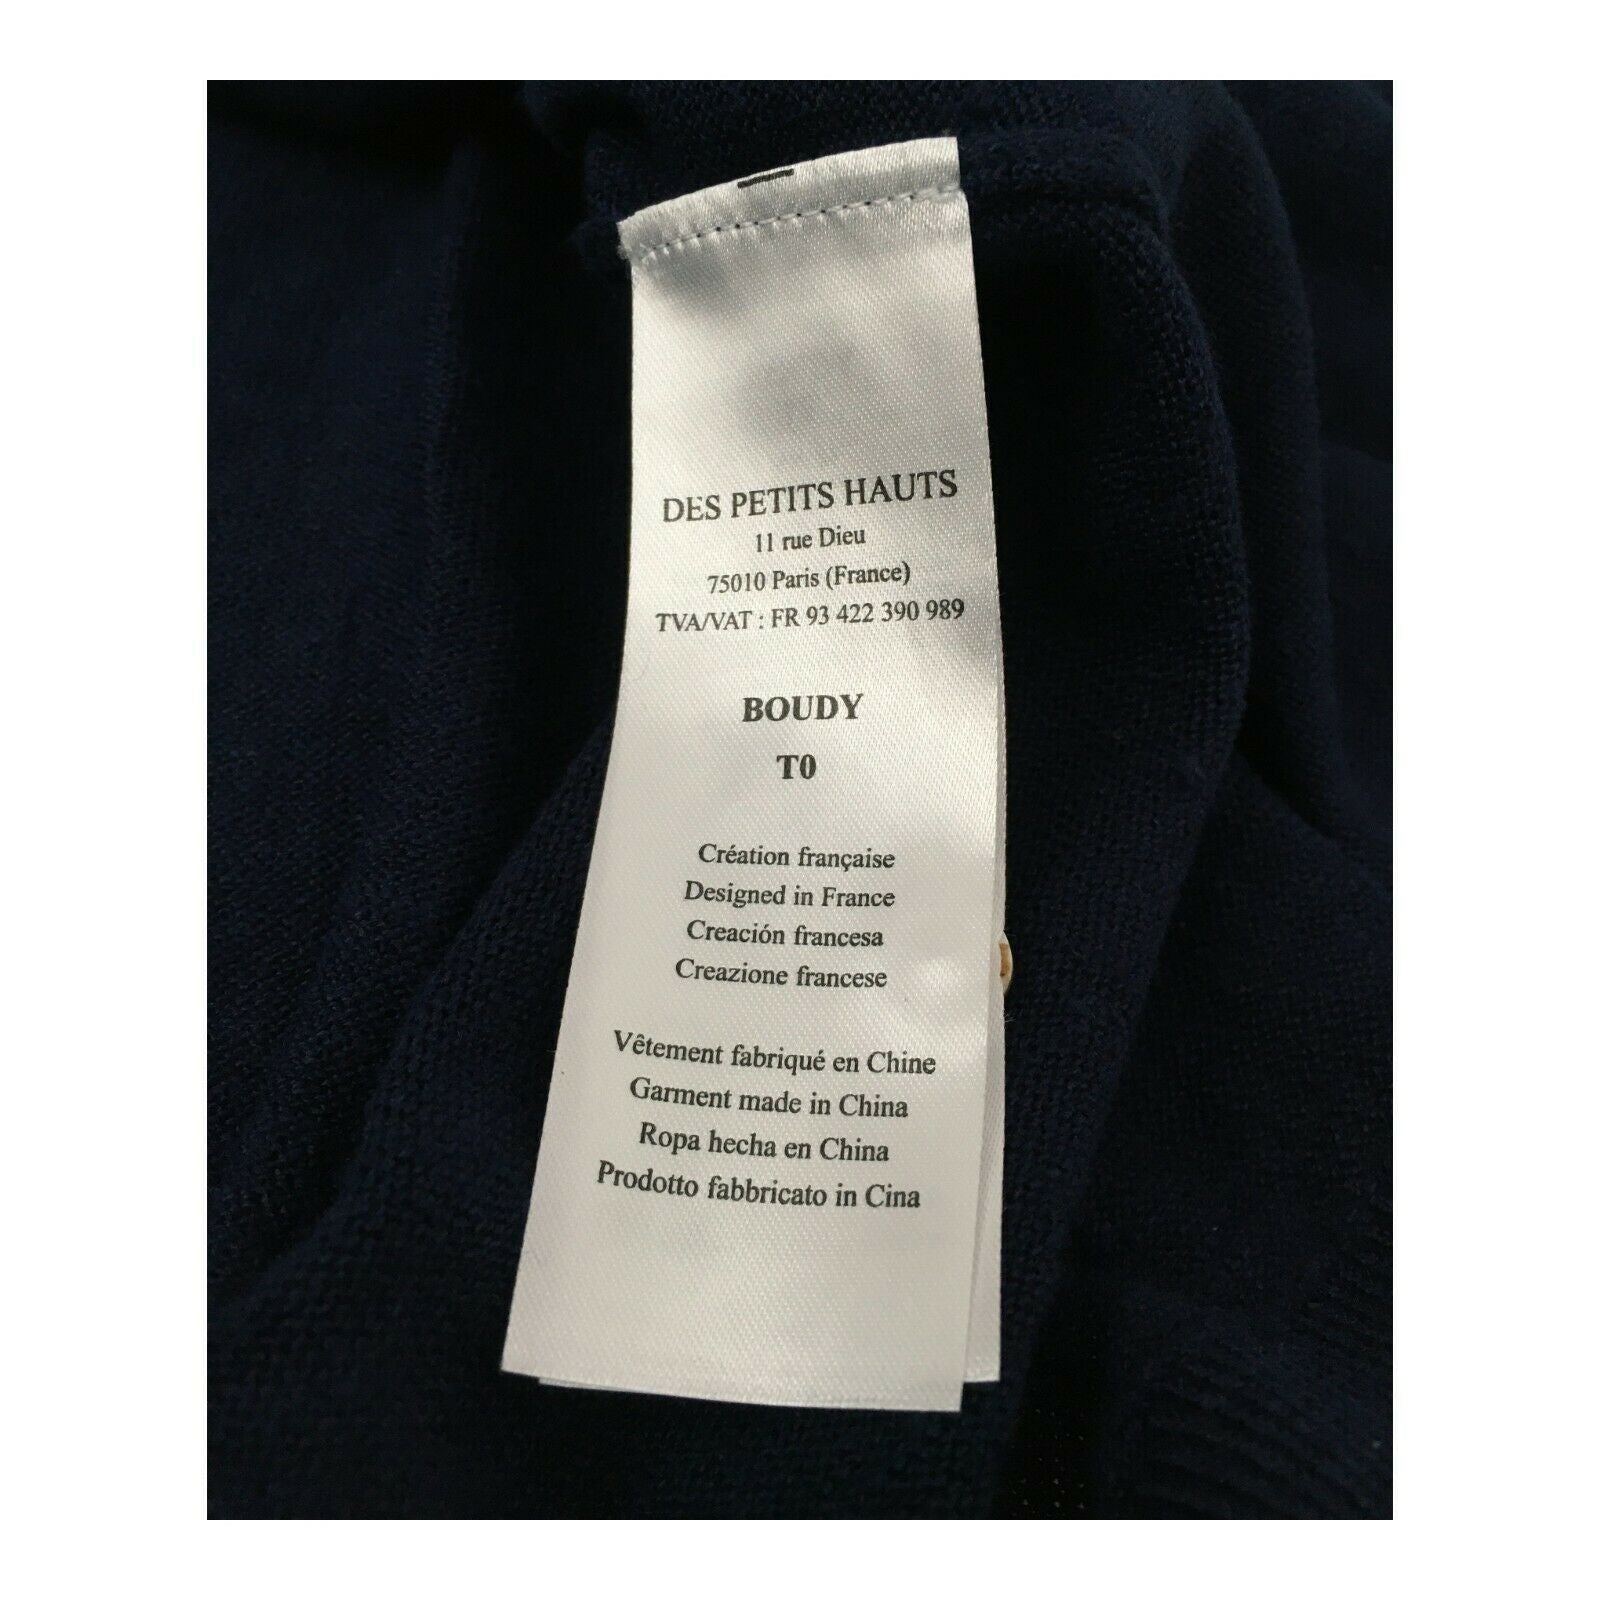 DES PETITS HAUTS
11 rue Dieu
75010 Paris (France)
TVA/VAT : FR 93 422 390 989
BOUDY
T0
Création française
Designed in France
Creación francesa
Creazione francese
Vêtement fabriqué en Chine
Garment made in China
Ropa hecha en China
Prodotto fabbricato in Cina